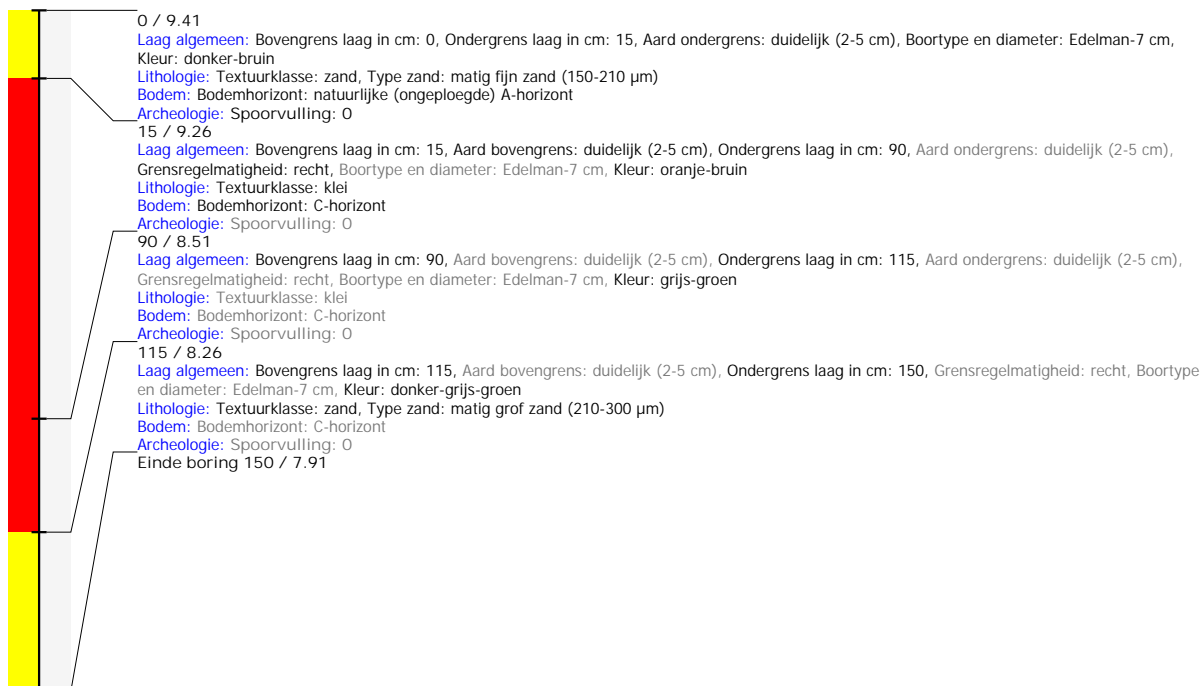 0 / 9.41
Laag algemeen: Bovengrens laag in cm: 0, Ondergrens laag in cm: 15, Aard ondergrens: duidelijk (2-5 cm), Boortype en diameter: Edelman-7 cm,
Kleur: donker-bruin
Lithologie: Textuurklasse: zand, Type zand: matig fijn zand (150-210 µm)
Bodem: Bodemhorizont: natuurlijke (ongeploegde) A-horizont
Archeologie: Spoorvulling: 0
15 / 9.26
Laag algemeen: Bovengrens laag in cm: 15, Aard bovengrens: duidelijk (2-5 cm), Ondergrens laag in cm: 90, Aard ondergrens: duidelijk (2-5 cm),
Grensregelmatigheid: recht, Boortype en diameter: Edelman-7 cm, Kleur: oranje-bruin
Lithologie: Textuurklasse: klei
Bodem: Bodemhorizont: C-horizont
Archeologie: Spoorvulling: 0
90 / 8.51
Laag algemeen: Bovengrens laag in cm: 90, Aard bovengrens: duidelijk (2-5 cm), Ondergrens laag in cm: 115, Aard ondergrens: duidelijk (2-5 cm),
Grensregelmatigheid: recht, Boortype en diameter: Edelman-7 cm, Kleur: grijs-groen
Lithologie: Textuurklasse: klei
Bodem: Bodemhorizont: C-horizont
Archeologie: Spoorvulling: 0
115 / 8.26
Laag algemeen: Bovengrens laag in cm: 115, Aard bovengrens: duidelijk (2-5 cm), Ondergrens laag in cm: 150, Grensregelmatigheid: recht, Boortype
en diameter: Edelman-7 cm, Kleur: donker-grijs-groen
Lithologie: Textuurklasse: zand, Type zand: matig grof zand (210-300 µm)
Bodem: Bodemhorizont: C-horizont
Archeologie: Spoorvulling: 0
Einde boring 150 / 7.91